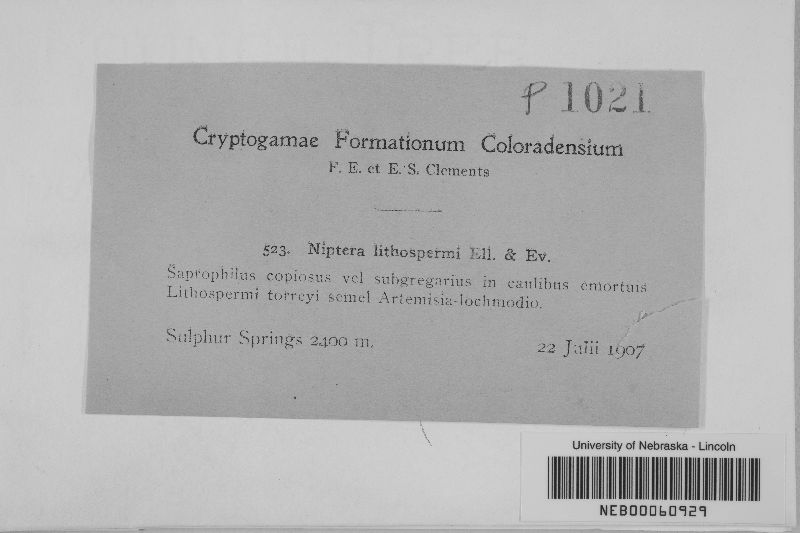 P 1021
Cryptogamae Formationum Coloradensium
F. E. et E. S. Clements
523. Niptera lithospermi Ell. & Ev.
Saprophilus copiosus vel subgregarius in caulibus emortuis
Lithospermi torreyi semel Artemisia-lochmodio.
Sulphur Springs 2400 m.
22 Julii 1907
University of Nebraska - Lincoln
NEB00060929